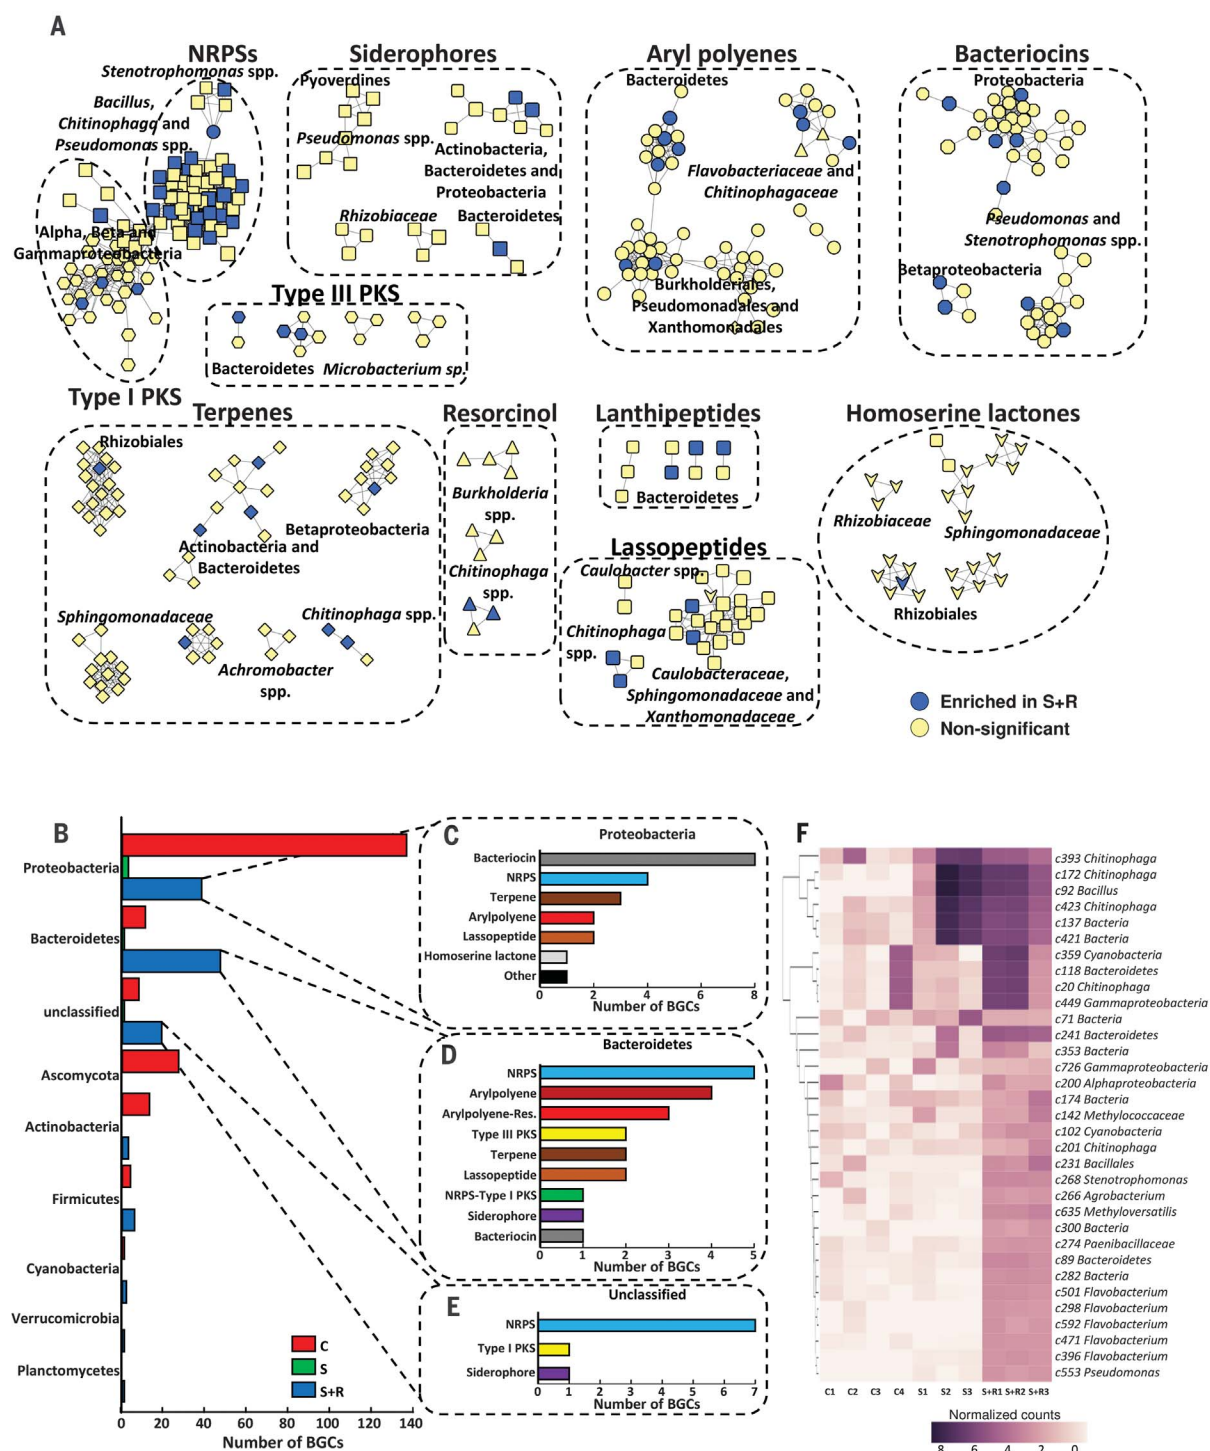 A
NRPSs
Siderophores
Aryl polyenes
Bacteriocins
Stenotrophomonas spp.
Bacillus,
Chitinophaga and
Pseudomonas spp.
Alpha, Beta and
Gammaproteobacteria
Type I PKS
Pyoverdines
Pseudomonas spp.
Actinobacteria,
Bacteroidetes and
Proteobacteria
Rhizobiaceae
Bacteroidetes
Type III PKS
Bacteroidetes
Microbacterium sp.
Bacteroidetes
Flavobacteriaceae and
Chitinophagaceae
Burkholderiales,
Pseudomonadales and
Xanthomonadales
Proteobacteria
Pseudomonas and
Stenotrophomonas spp.
Betaproteobacteria
Terpenes
Rhizobiales
Betaproteobacteria
Actinobacteria and
Bacteroidetes
Sphingomonadaceae
Chitinophaga spp.
Achromobacter
spp.
Resorcinol
Burkholderia
spp.
Chitinophaga
spp.
Lanthipeptides
Bacteroidetes
Lassopeptides
Caulobacter spp.
Chitinophaga
spp.
Caulobacteraceae,
Sphingomonadaceae and
Xanthomonadaceae
Homoserine lactones
Rhizobiaceae
Sphingomonadaceae
Rhizobiales
Enriched in S+R
Non-significant
B
Proteobacteria
Bacteroidetes
unclassified
Ascomycota
Actinobacteria
Firmicutes
Cyanobacteria
Verrucomicrobia
Planctomycetes
C
S
S+R
0 20 40 60 80 100 120 140
Number of BGCs
C
Proteobacteria
Bacteriocin
NRPS
Terpene
Arylpolyene
Lassopeptide
Homoserine lactone
Other
0 2 4 6 8
Number of BGCs
D
Bacteroidetes
NRPS
Arylpolyene
Arylpolyene-Res.
Type III PKS
Terpene
Lassopeptide
NRPS-Type I PKS
Siderophore
Bacteriocin
0 1 2 3 4 5
Number of BGCs
E
Unclassified
NRPS
Type I PKS
Siderophore
0 1 2 3 4 5 6 7
Number of BGCs
F
c393 Chitinophaga
c172 Chitinophaga
c92 Bacillus
c423 Chitinophaga
c137 Bacteria
c421 Bacteria
c359 Cyanobacteria
c118 Bacteroidetes
c20 Chitinophaga
c449 Gammaproteobacteria
c71 Bacteria
c241 Bacteroidetes
c353 Bacteria
c726 Gammaproteobacteria
c200 Alphaproteobacteria
c174 Bacteria
c142 Methylococcaceae
c102 Cyanobacteria
c201 Chitinophaga
c231 Bacillales
c268 Stenotrophomonas
c266 Agrobacterium
c635 Methyloversatilis
c300 Bacteria
c274 Paenibacillaceae
c89 Bacteroidetes
c282 Bacteria
c501 Flavobacterium
c298 Flavobacterium
c592 Flavobacterium
c471 Flavobacterium
c396 Flavobacterium
c553 Pseudomonas
C1 C2 C3 C4 S1 S2 S3 S+R1 S+R2 S+R3
Normalized counts
8 6 4 2 0